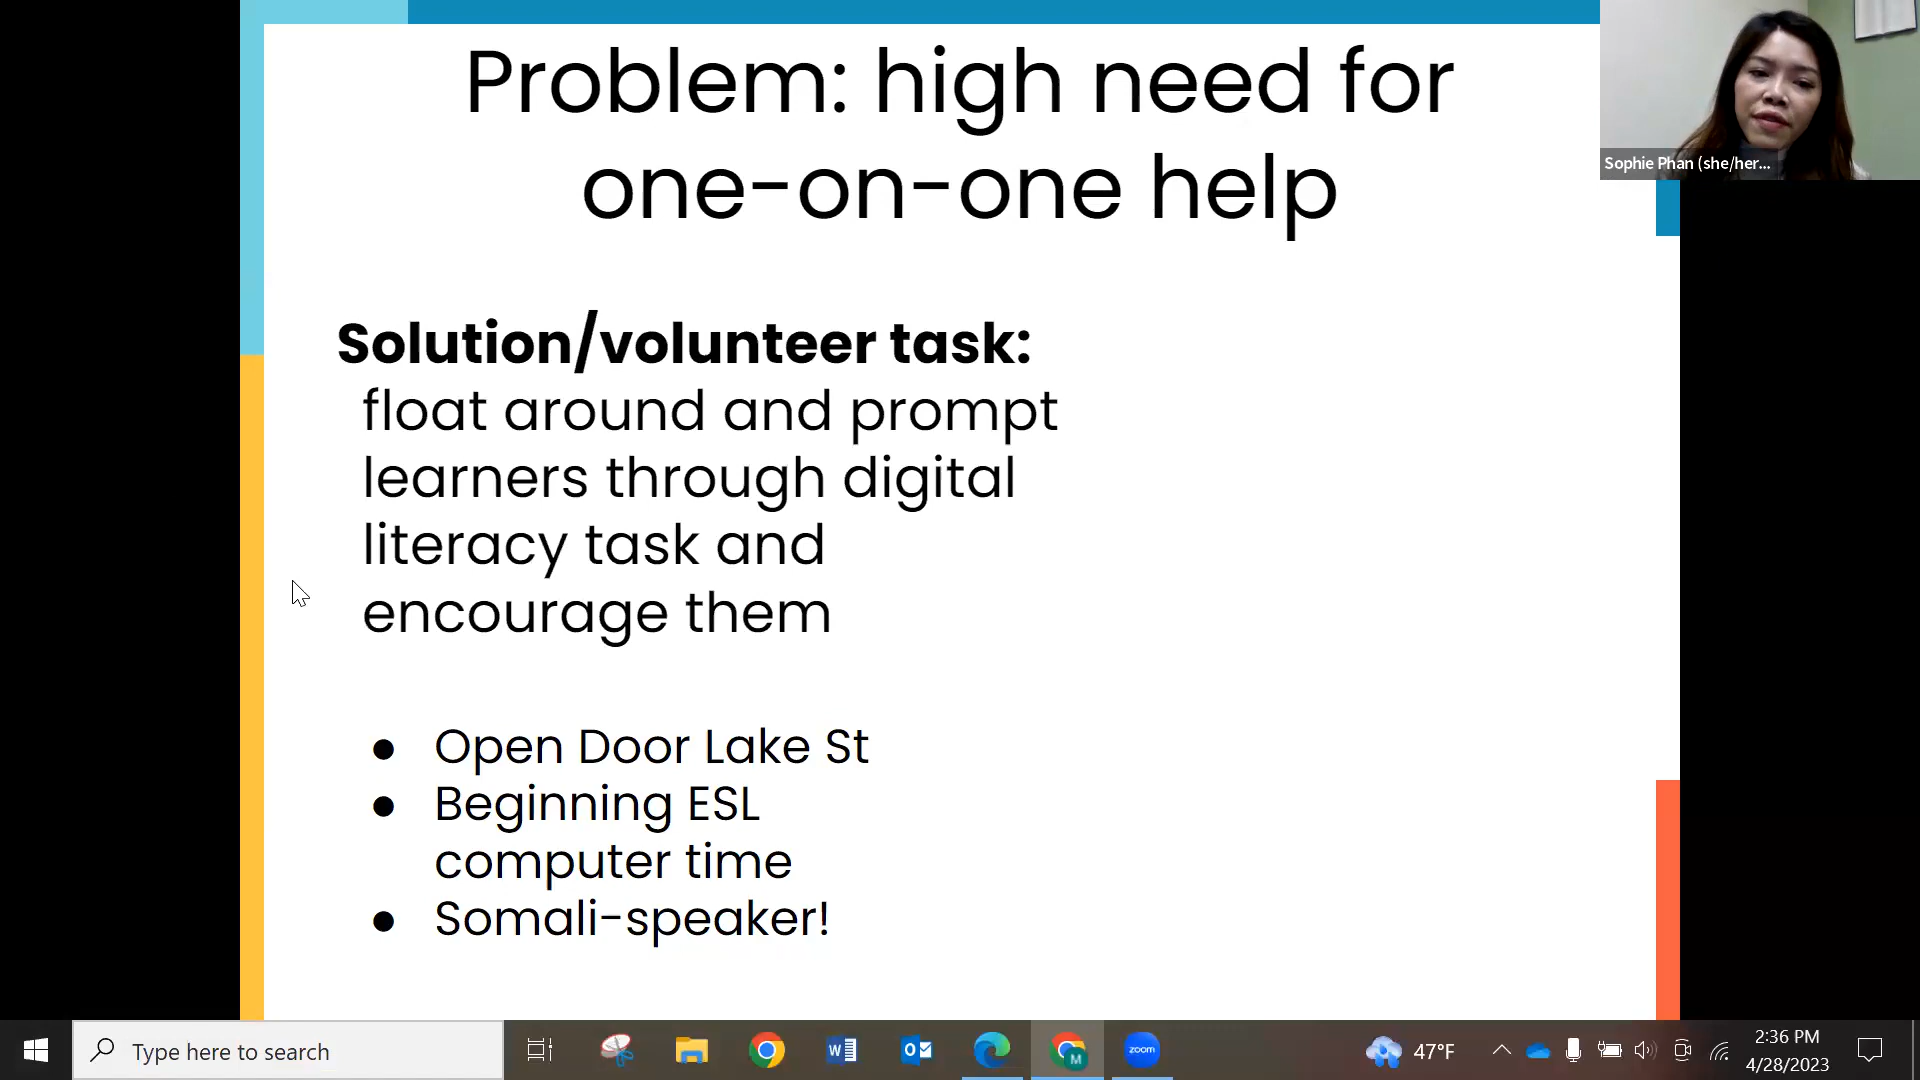 Problem: high need for
one-on-one help
Sophie Phan (she/her...
Solution/volunteer task:
float around and prompt
learners through digital
literacy task and
encourage them
● Open Door Lake St
● Beginning ESL
computer time
● Somali-speaker!
Type here to search
zoom
47°F
2:36 PM
4/28/2023